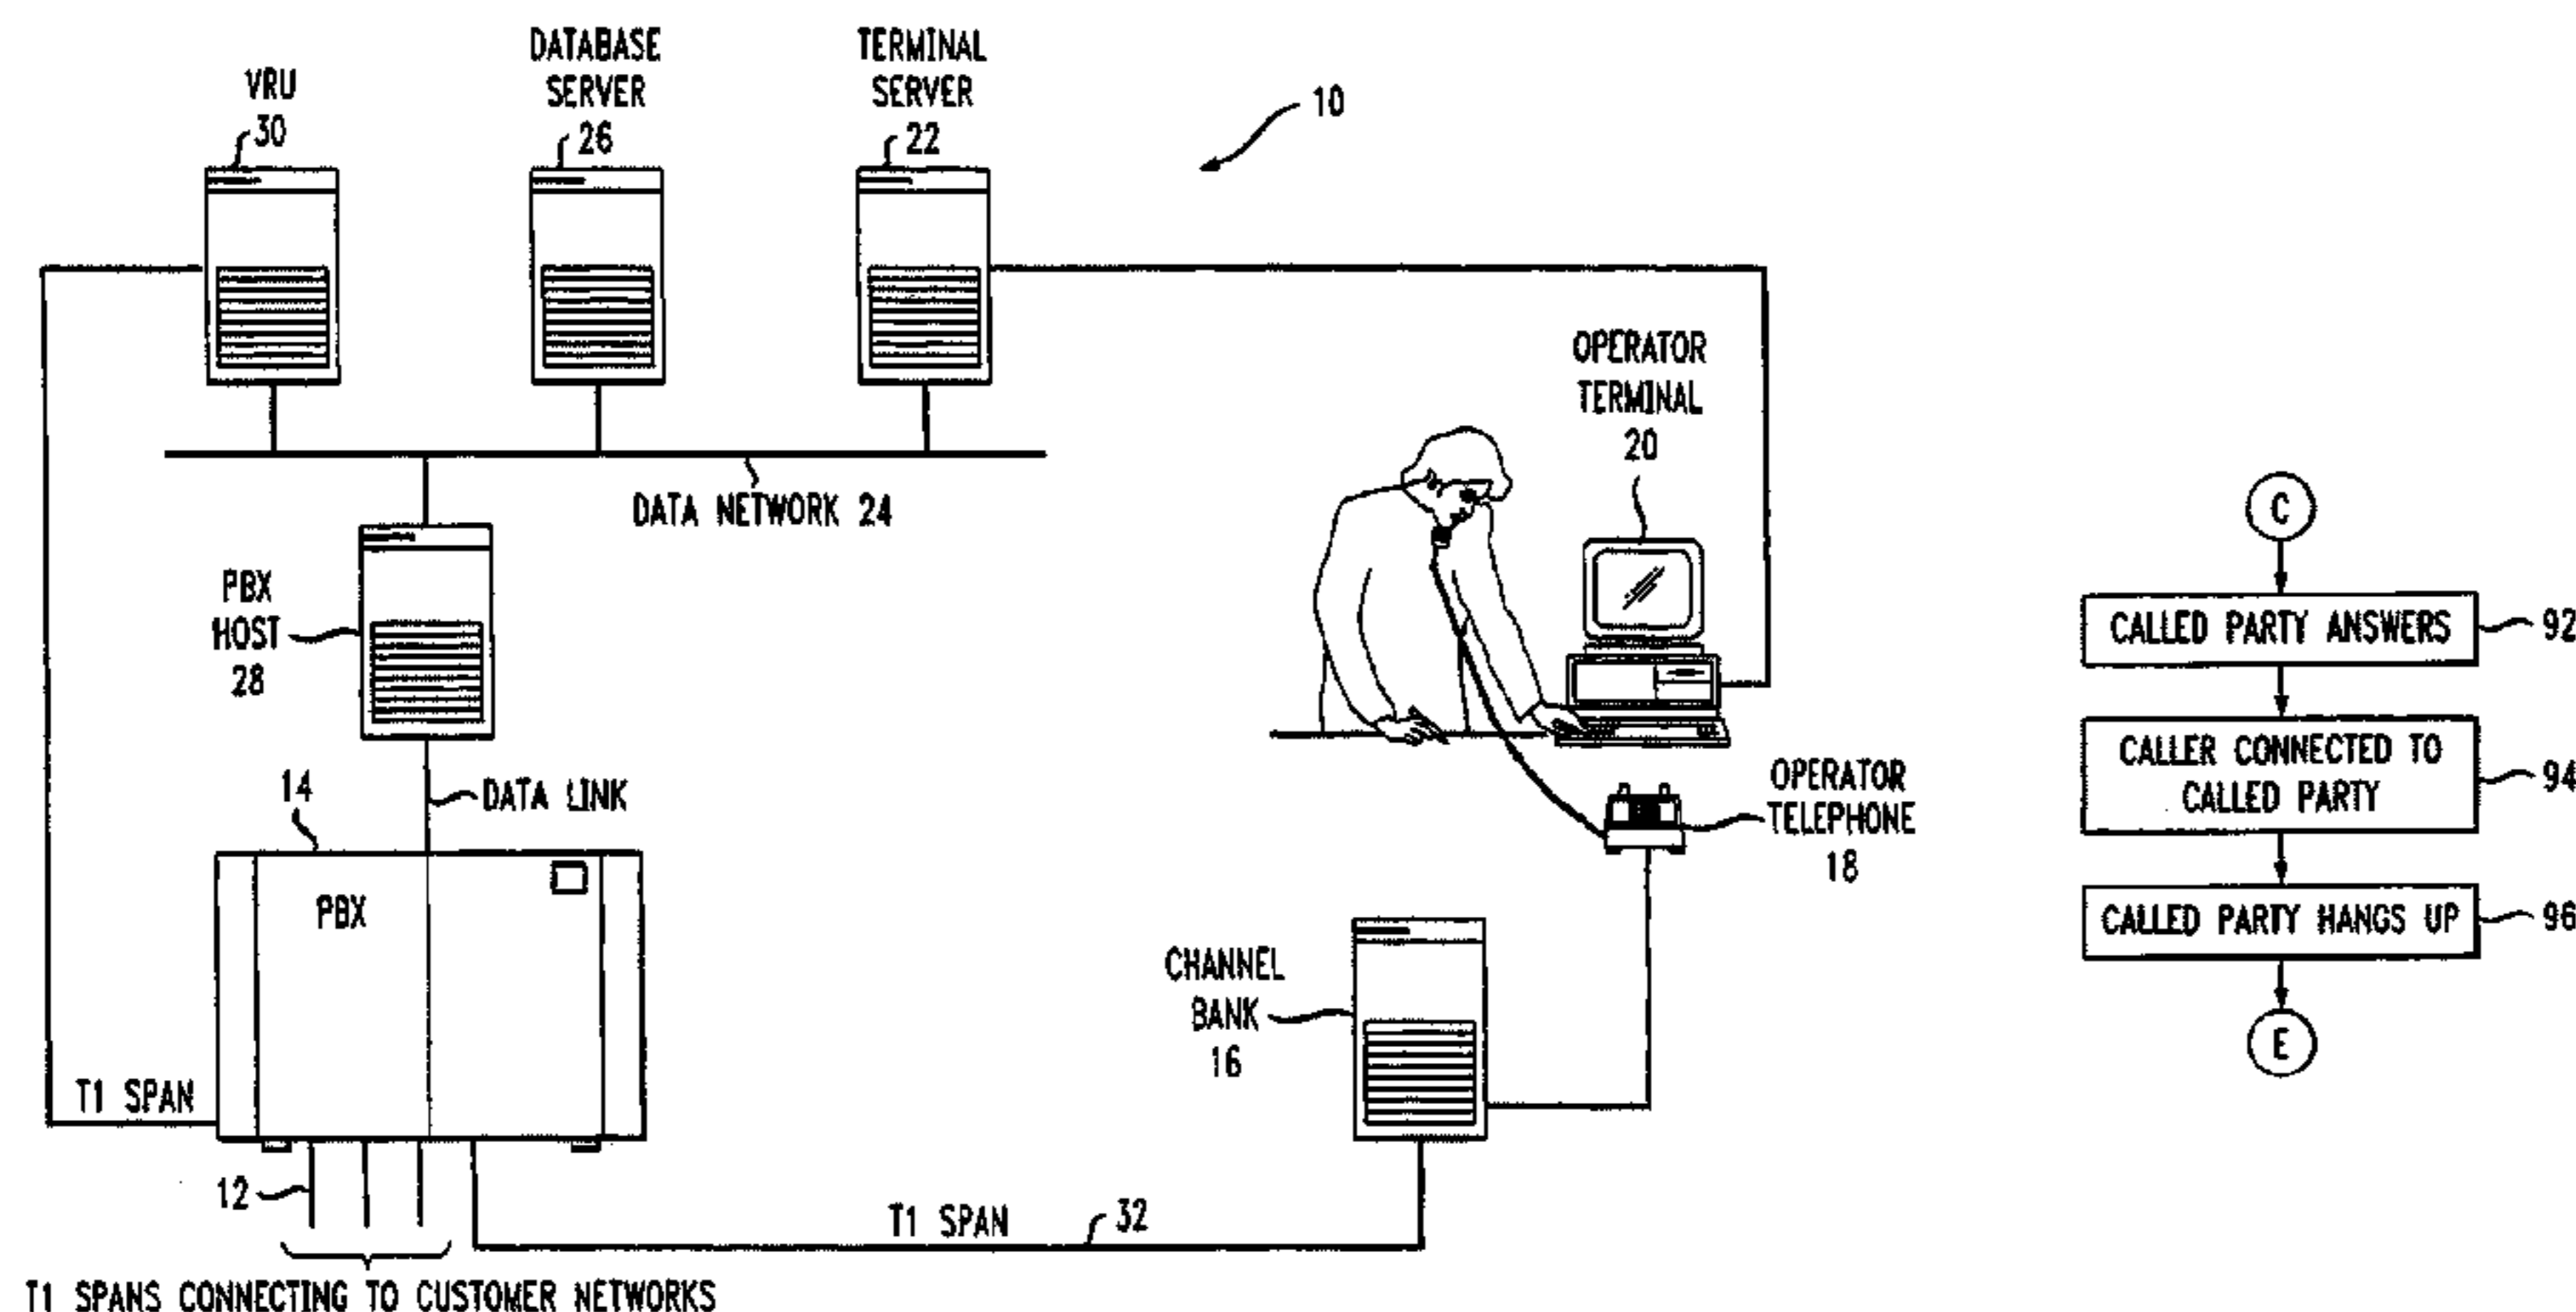 VRU
30
DATABASE
SERVER
26
TERMINAL
SERVER
22
10
OPERATOR
TERMINAL
20
DATA NETWORK 24
PBX
HOST
28
14
DATA LINK
PBX
OPERATOR
TELEPHONE
18
CHANNEL
BANK
16
T1 SPAN
12
T1 SPAN
32
T1 SPANS CONNECTING TO CUSTOMER NETWORKS
C
CALLED PARTY ANSWERS
92
CALLER CONNECTED TO
CALLED PARTY
94
CALLED PARTY HANGS UP
96
E